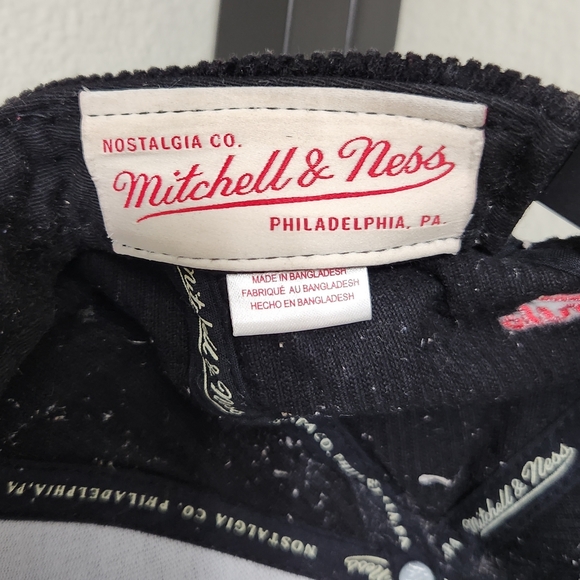 NOSTALGIA CO.
Mitchell & Ness
PHILADELPHIA, PA.
MADE IN BANGLADESH
FABRIQUÉ AU BANGLADESH
HECHO EN BANGLADESH
Mitchell & Ness
NOSTALGIA CO. PHILADELPHIA, PA
Ness